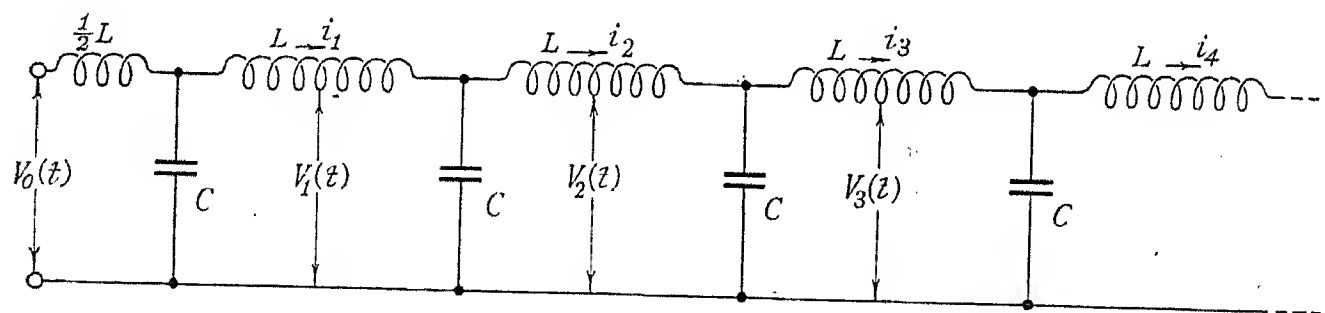 ½L
L → i₁
L → i₂
L → i₃
L → i₄
V₀(t)
C
V₁(t)
C
V₂(t)
C
V₃(t)
C